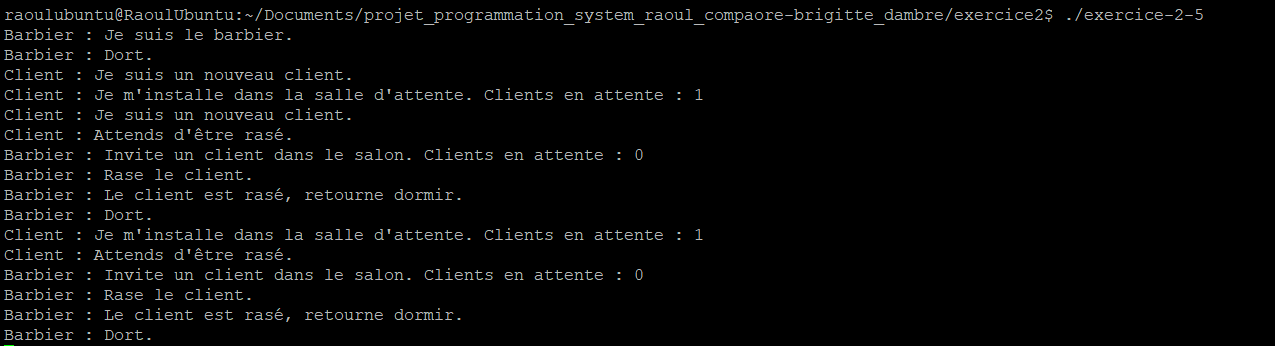 raoulubuntu@RaoulUbuntu:~/Documents/projet_programmation_system_raoul_compaore-brigitte_dambre/exercice2$ ./exercice-2-5
Barbier : Je suis le barbier.
Barbier : Dort.
Client : Je suis un nouveau client.
Client : Je m'installe dans la salle d'attente. Clients en attente : 1
Client : Je suis un nouveau client.
Client : Attends d'être rasé.
Barbier : Invite un client dans le salon. Clients en attente : 0
Barbier : Rase le client.
Barbier : Le client est rasé, retourne dormir.
Barbier : Dort.
Client : Je m'installe dans la salle d'attente. Clients en attente : 1
Client : Attends d'être rasé.
Barbier : Invite un client dans le salon. Clients en attente : 0
Barbier : Rase le client.
Barbier : Le client est rasé, retourne dormir.
Barbier : Dort.